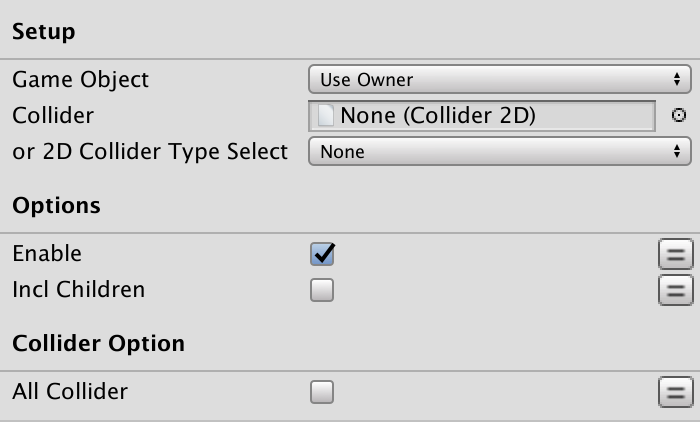 Setup
Game Object Use Owner
Collider None (Collider 2D)
or 2D Collider Type Select None
Options
Enable
Incl Children
Collider Option
All Collider